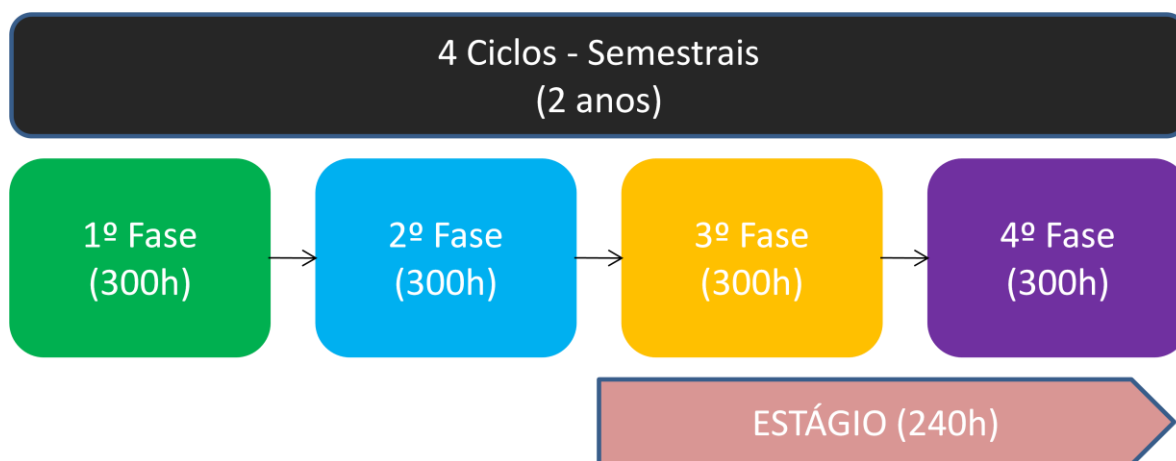 4 Ciclos - Semestrais
(2 anos)
1º Fase
(300h)
2º Fase
(300h)
3º Fase
(300h)
4º Fase
(300h)
ESTÁGIO (240h)